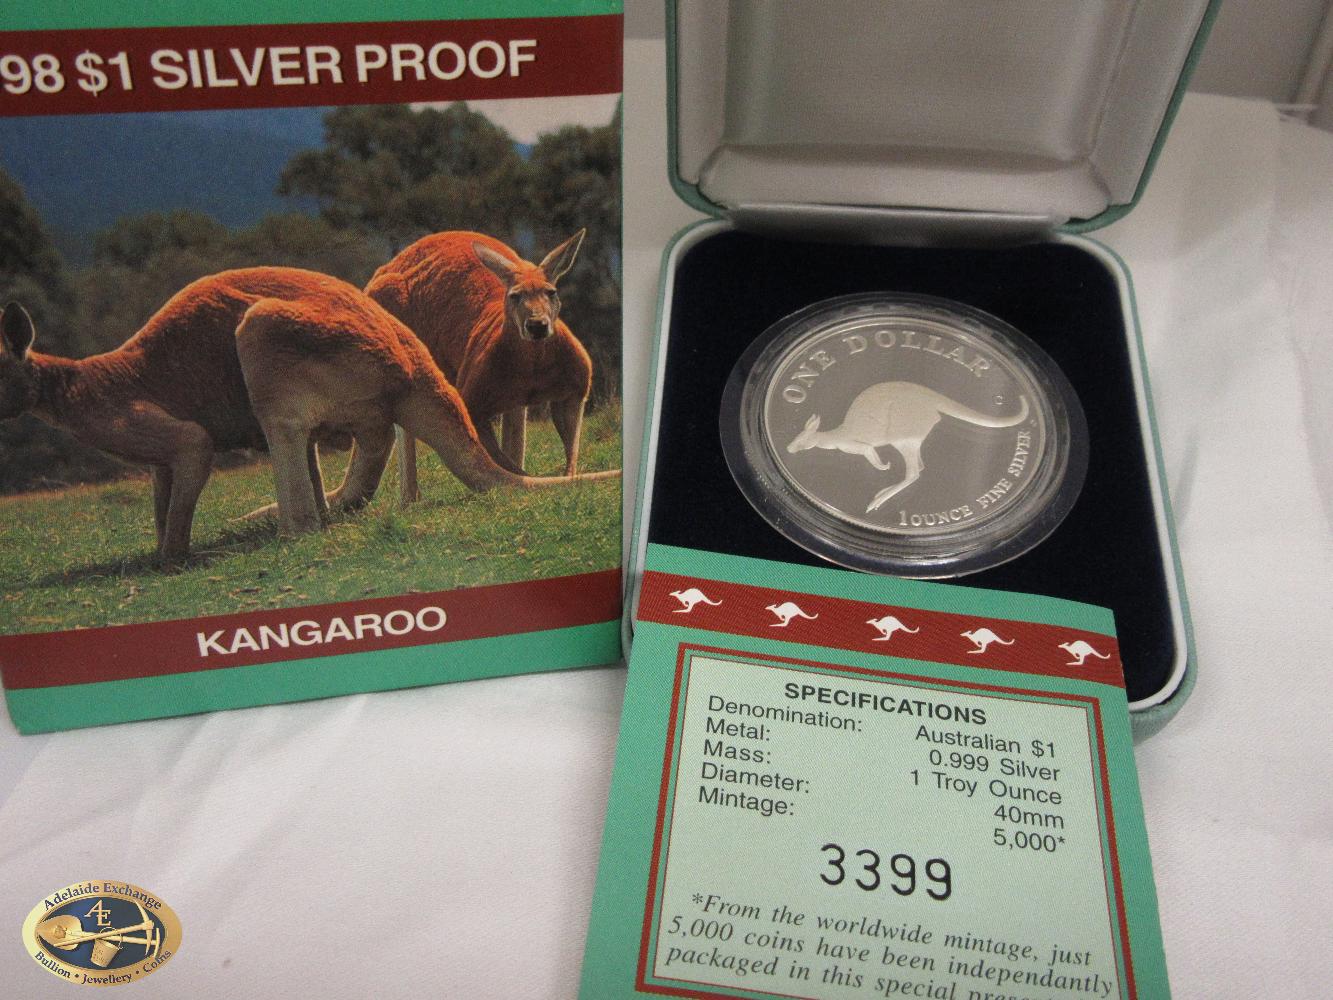 98 $1 SILVER PROOF
KANGAROO
ONE DOLLAR
C
S
1 OUNCE FINE SILVER
SPECIFICATIONS
Denomination: Australian $1
Metal: 0.999 Silver
Mass: 1 Troy Ounce
Diameter: 40mm
Mintage: 5,000*
3399
*From the worldwide mintage, just
5,000 coins have been independantly
packaged in this special
Adelaide Exchange
AE
Bullion • Jewellery • Coins